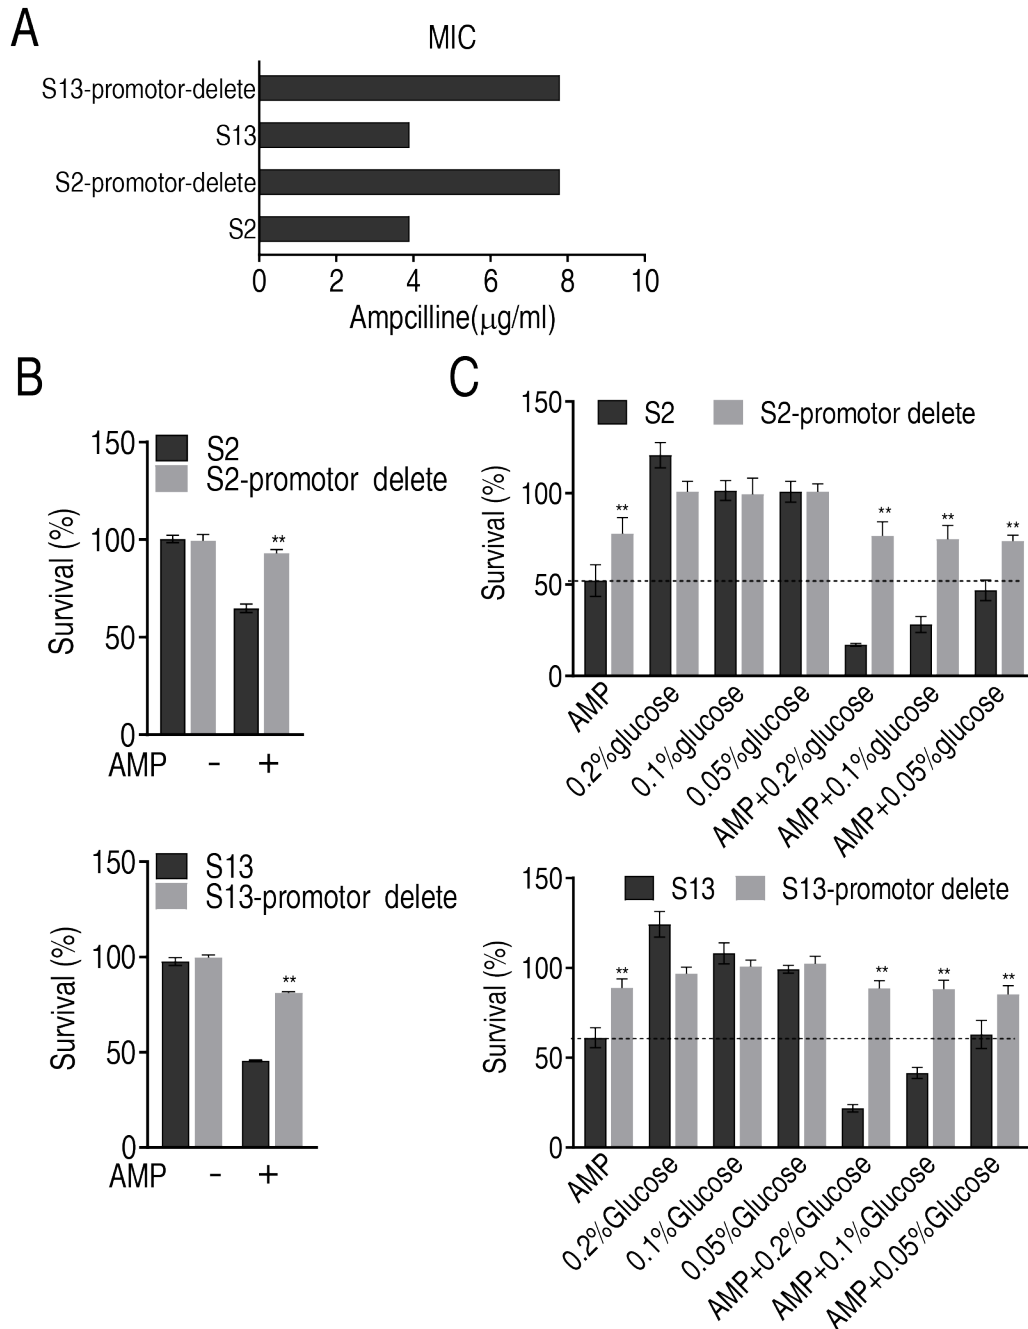 A
MIC
S13-promotor-delete
S13
S2-promotor-delete
S2
0 2 4 6 8 10
Ampcilline(μg/ml)
B
150
100
50
0
Survival (%)
S2
S2-promotor delete
**
AMP - +
150
100
50
0
Survival (%)
S13
S13-promotor delete
**
AMP - +
C
150
100
50
0
Survival (%)
S2 S2-promotor delete
** ** ** **
AMP
0.2%glucose
0.1%glucose
0.05%glucose
AMP+0.2%glucose
AMP+0.1%glucose
AMP+0.05%glucose
150
100
50
0
Survival (%)
S13 S13-promotor delete
** ** ** **
AMP
0.2%Glucose
0.1%Glucose
0.05%Glucose
AMP+0.2%Glucose
AMP+0.1%Glucose
AMP+0.05%Glucose